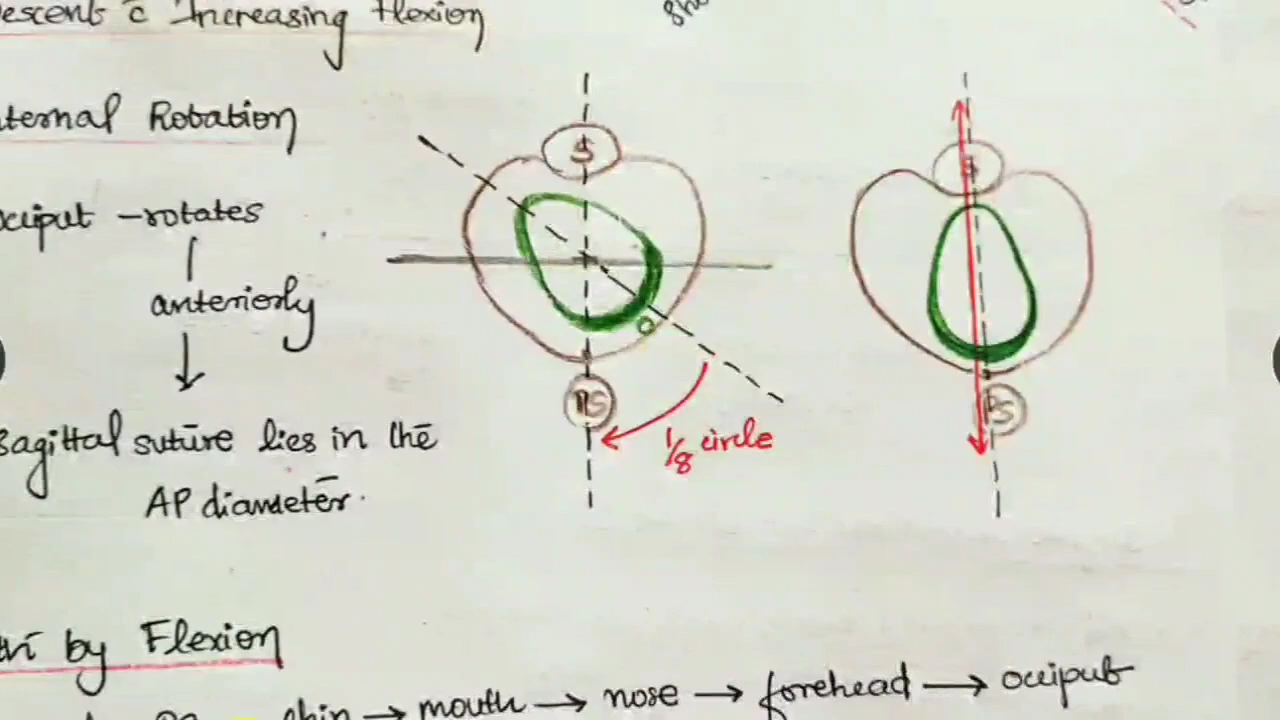 escent c̄ Increasing flexion
ternal Rotation
ciput - rotates
anteriorly
Sagittal suture lies in the
AP diameter.
S
O
PS
1/8 circle
S
PS
by Flexion
chin → mouth → nose → forehead → occiput